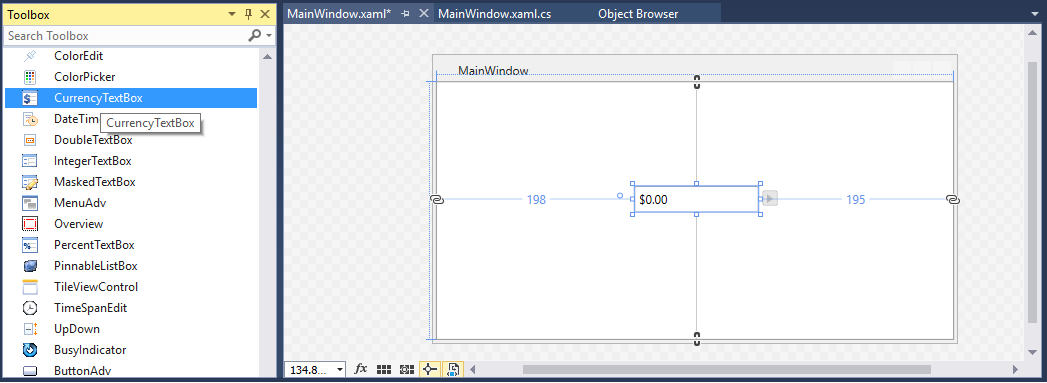 Toolbox
Search Toolbox
ColorEdit
ColorPicker
CurrencyTextBox
DateTim
CurrencyTextBox
DoubleTextBox
IntegerTextBox
MaskedTextBox
MenuAdv
Overview
PercentTextBox
PinnableListBox
TileViewControl
TimeSpanEdit
UpDown
BusyIndicator
ButtonAdv
MainWindow.xaml*
MainWindow.xaml.cs
Object Browser
MainWindow
198
$0.00
195
134.8...
fx